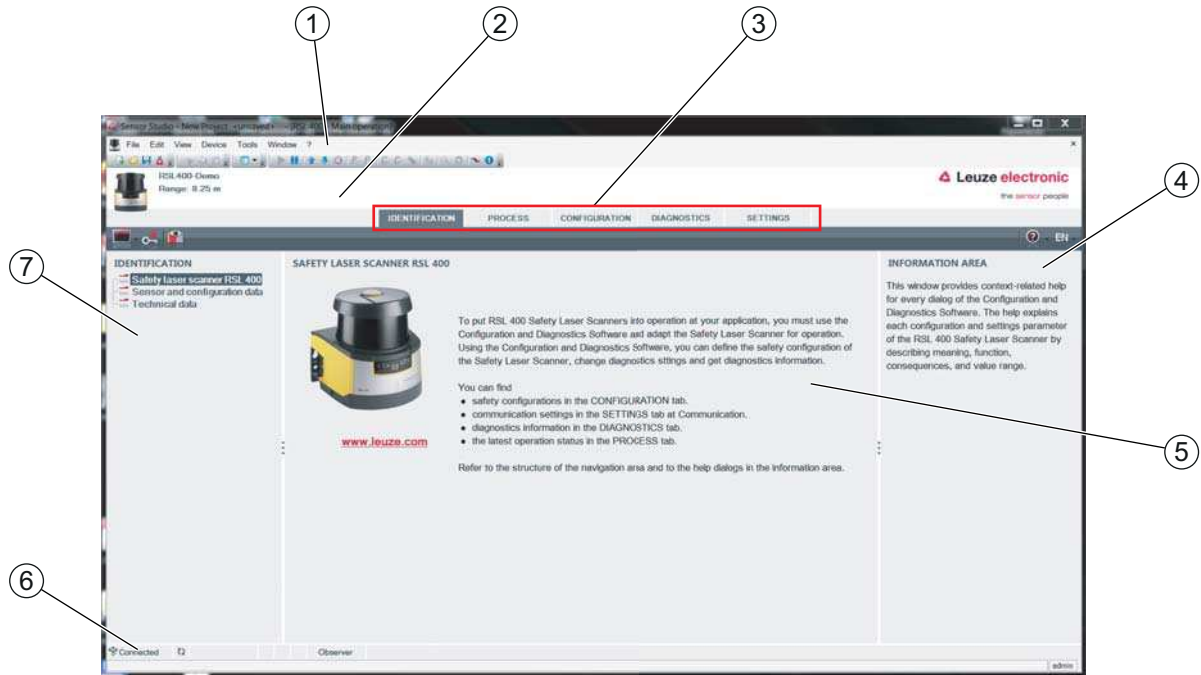 1
2
3
Sensor Studio - New Project <unsaved> - [RSL 400 - Main operation]
File Edit View Device Tools Window ?
RSL400-Demo
Range: 8.25 m
Leuze electronic
the sensor people
4
IDENTIFICATION PROCESS CONFIGURATION DIAGNOSTICS SETTINGS
EN
7
IDENTIFICATION
Safety laser scanner RSL 400
Sensor and configuration data
Technical data
SAFETY LASER SCANNER RSL 400
www.leuze.com
To put RSL 400 Safety Laser Scanners into operation at your application, you must use the
Configuration and Diagnostics Software and adapt the Safety Laser Scanner for operation.
Using the Configuration and Diagnostics Software, you can define the safety configuration of
the Safety Laser Scanner, change diagnostics sttings and get diagnostics information.
You can find
• safety configurations in the CONFIGURATION tab.
• communication settings in the SETTINGS tab at Communication.
• diagnostics information in the DIAGNOSTICS tab.
• the latest operation status in the PROCESS tab.
Refer to the structure of the navigation area and to the help dialogs in the information area.
INFORMATION AREA
This window provides context-related help
for every dialog of the Configuration and
Diagnostics Software. The help explains
each configuration and settings parameter
of the RSL 400 Safety Laser Scanner by
describing meaning, function,
consequences, and value range.
5
6
Connected
Observer
admin